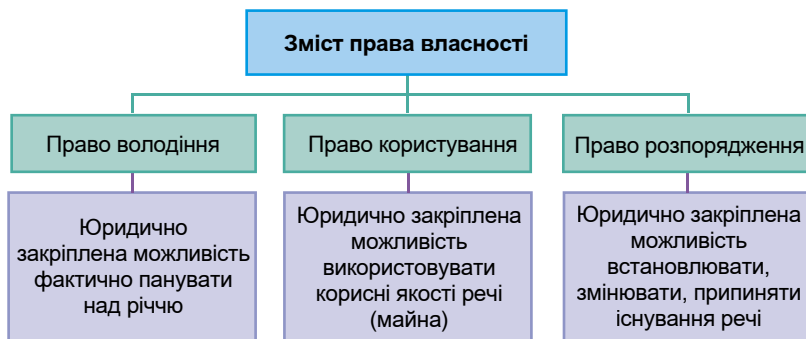 Зміст права власності
Право володіння
Право користування
Право розпорядження
Юридично
закріплена можливість
фактично панувати
над річчю
Юридично закріплена
можливість
використовувати
корисні якості речі
(майна)
Юридично закріплена
можливість
встановлювати,
змінювати, припиняти
існування речі